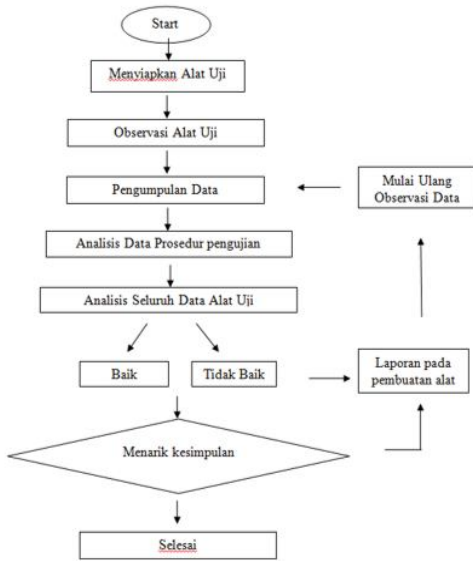 Start
Menyiapkan Alat Uji
Observasi Alat Uji
Pengumpulan Data
Mulai Ulang
Observasi Data
Analisis Data Prosedur pengujian
Analisis Seluruh Data Alat Uji
Baik
Tidak Baik
Laporan pada
pembuatan alat
Menarik kesimpulan
Selesai